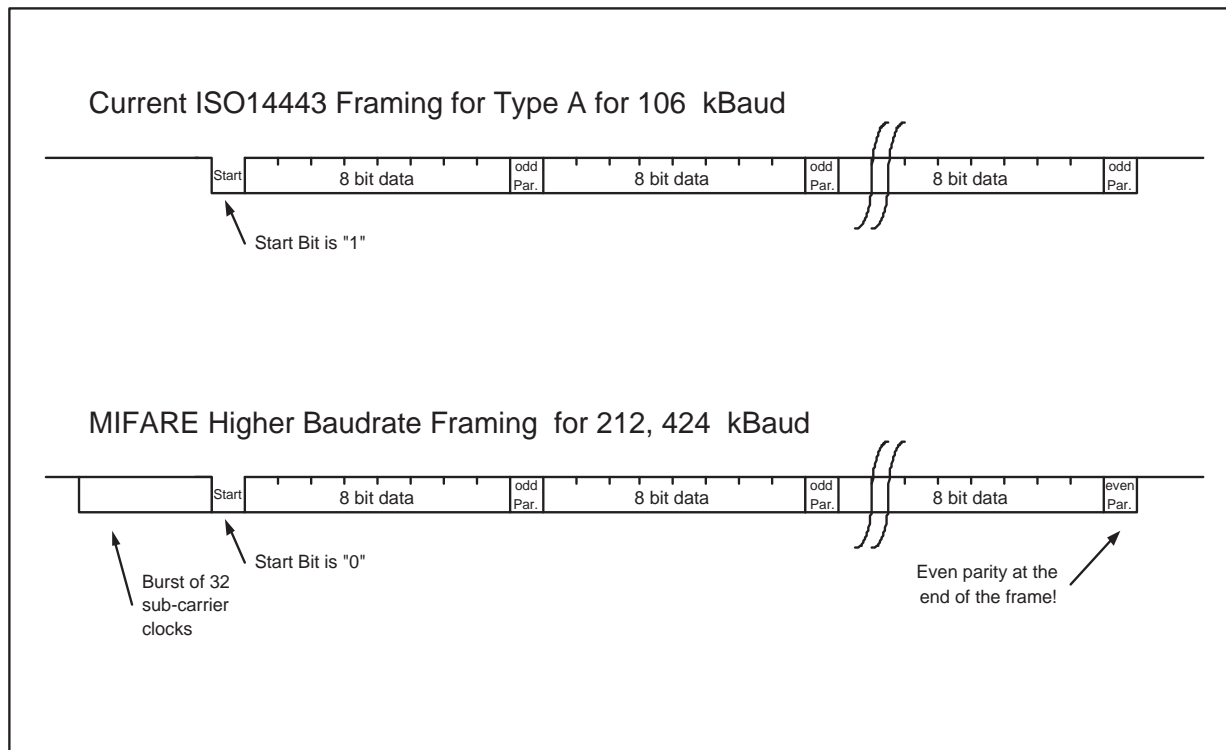 Current ISO14443 Framing for Type A for 106 kBaud
Start
8 bit data
odd
Par.
8 bit data
odd
Par.
8 bit data
odd
Par.
Start Bit is "1"
MIFARE Higher Baudrate Framing for 212, 424 kBaud
Start
8 bit data
odd
Par.
8 bit data
odd
Par.
8 bit data
even
Par.
Start Bit is "0"
Burst of 32
sub-carrier
clocks
Even parity at the
end of the frame!